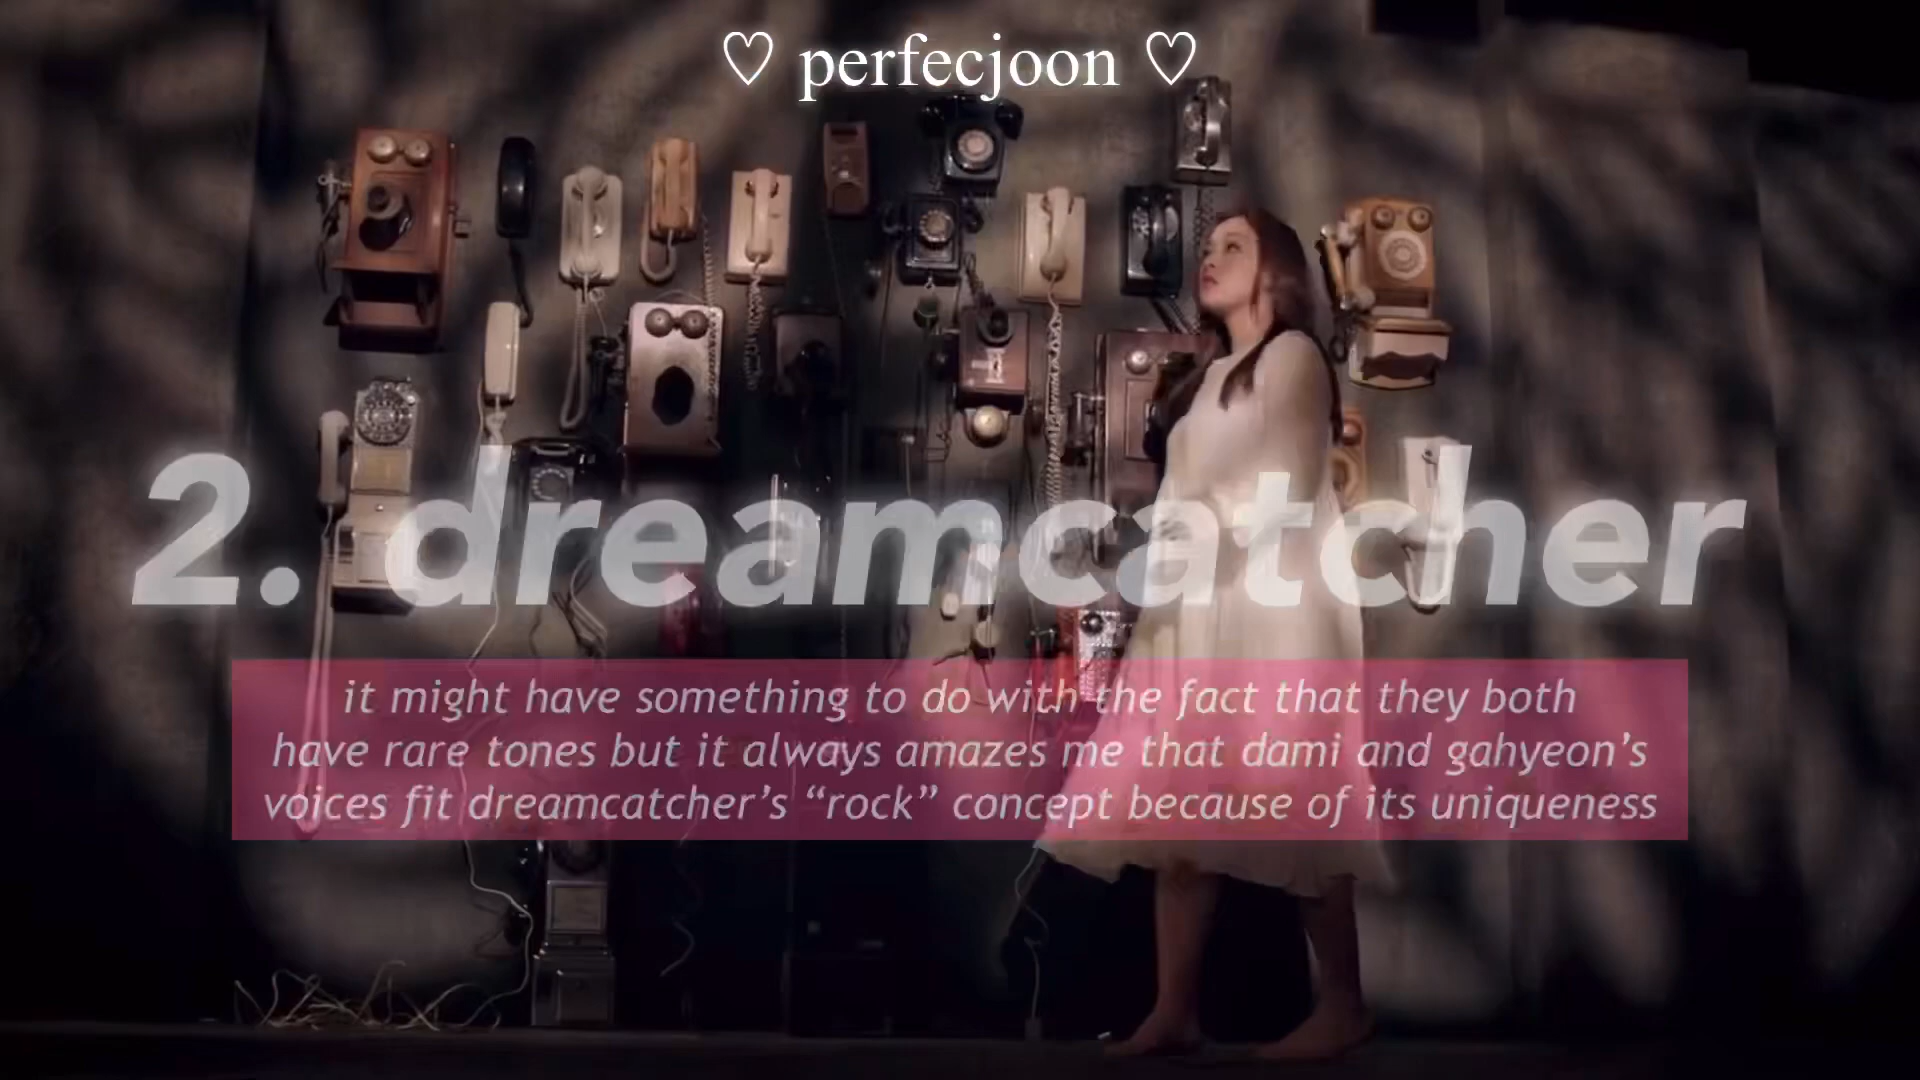 ♡ perfecjoon ♡
2. dreamcatcher
it might have something to do with the fact that they both
have rare tones but it always amazes me that dami and gahyeon’s
voices fit dreamcatcher’s “rock” concept because of its uniqueness